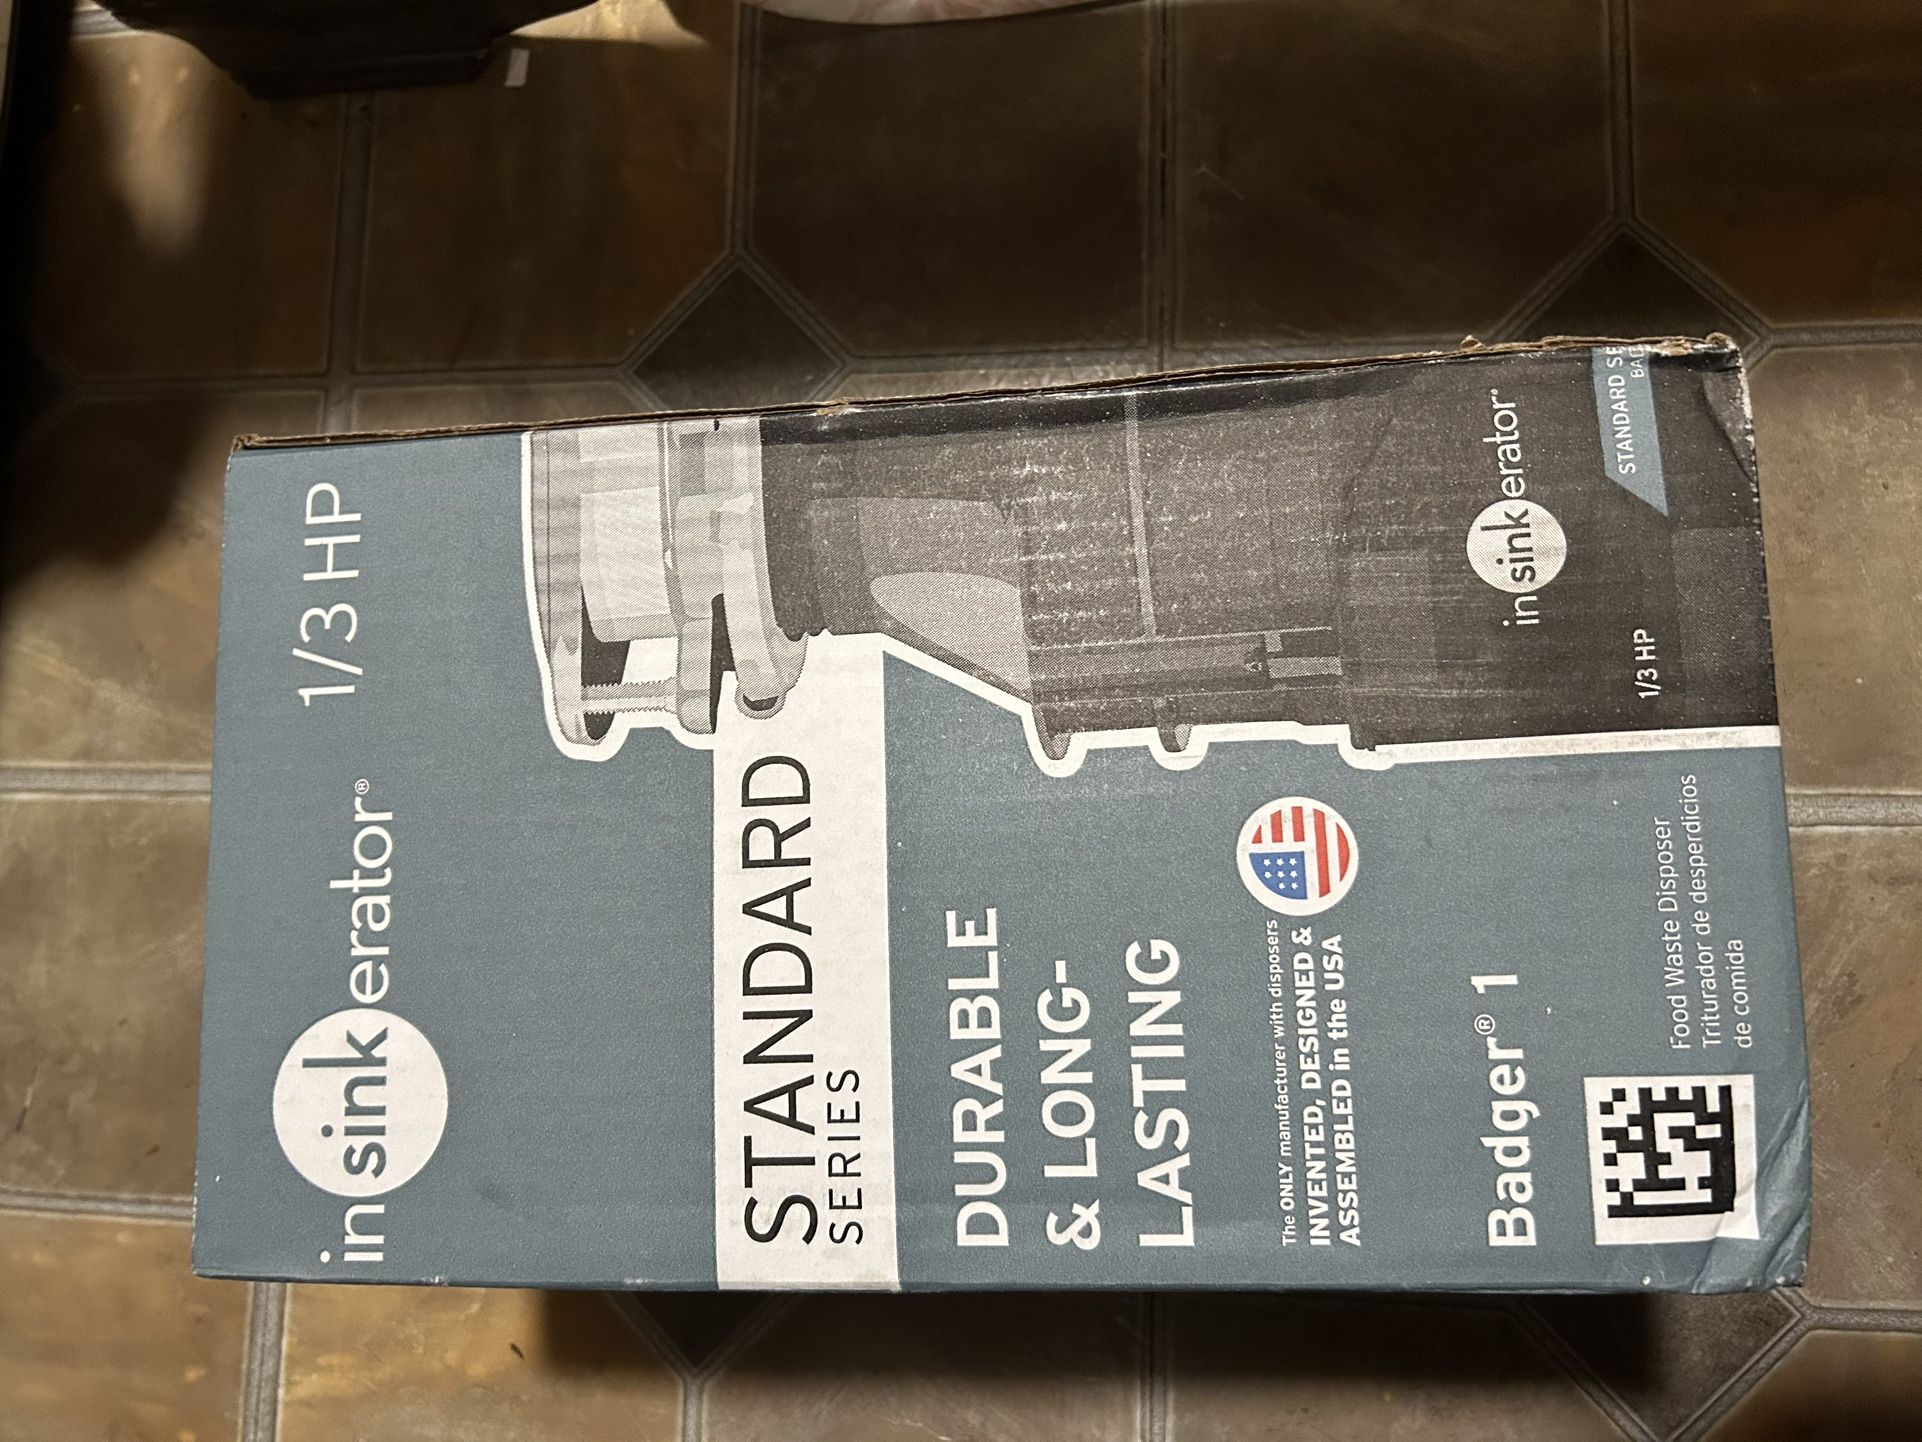 insinkerator®
1/3 HP
STANDARD
SERIES
DURABLE
& LONG-
LASTING
The ONLY manufacturer with disposers
INVENTED, DESIGNED &
ASSEMBLED in the USA
Badger® 1
Food Waste Disposer
Triturador de desperdicios
de comida
insinkerator
1/3 HP
STANDARD SE